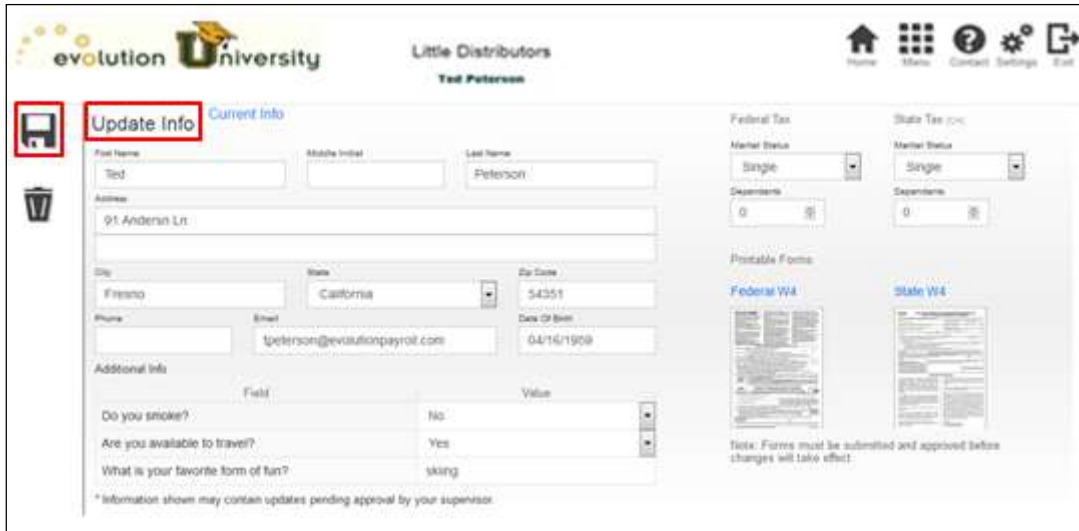 evolution University
Little Distributors
Ted Peterson
Home Menu Contact Settings Exit
Update Info Current Info
First Name Middle Initial Last Name
Ted Peterson
Address
91 Andersin Ln
City State Zip Code
Fresno California 54351
Phone Email Date Of Birth
tpeterson@evolutionpayroll.com 04/16/1959
Additional Info
Field Value
Do you smoke? No
Are you available to travel? Yes
What is your favorite form of fun? skiing
* Information shown may contain updates pending approval by your supervisor.
Federal Tax State Tax
Marital Status Marital Status
Single Single
Dependents Dependents
0 0
Printable Forms
Federal W4 State W4
Note: Forms must be submitted and approved before
changes will take effect